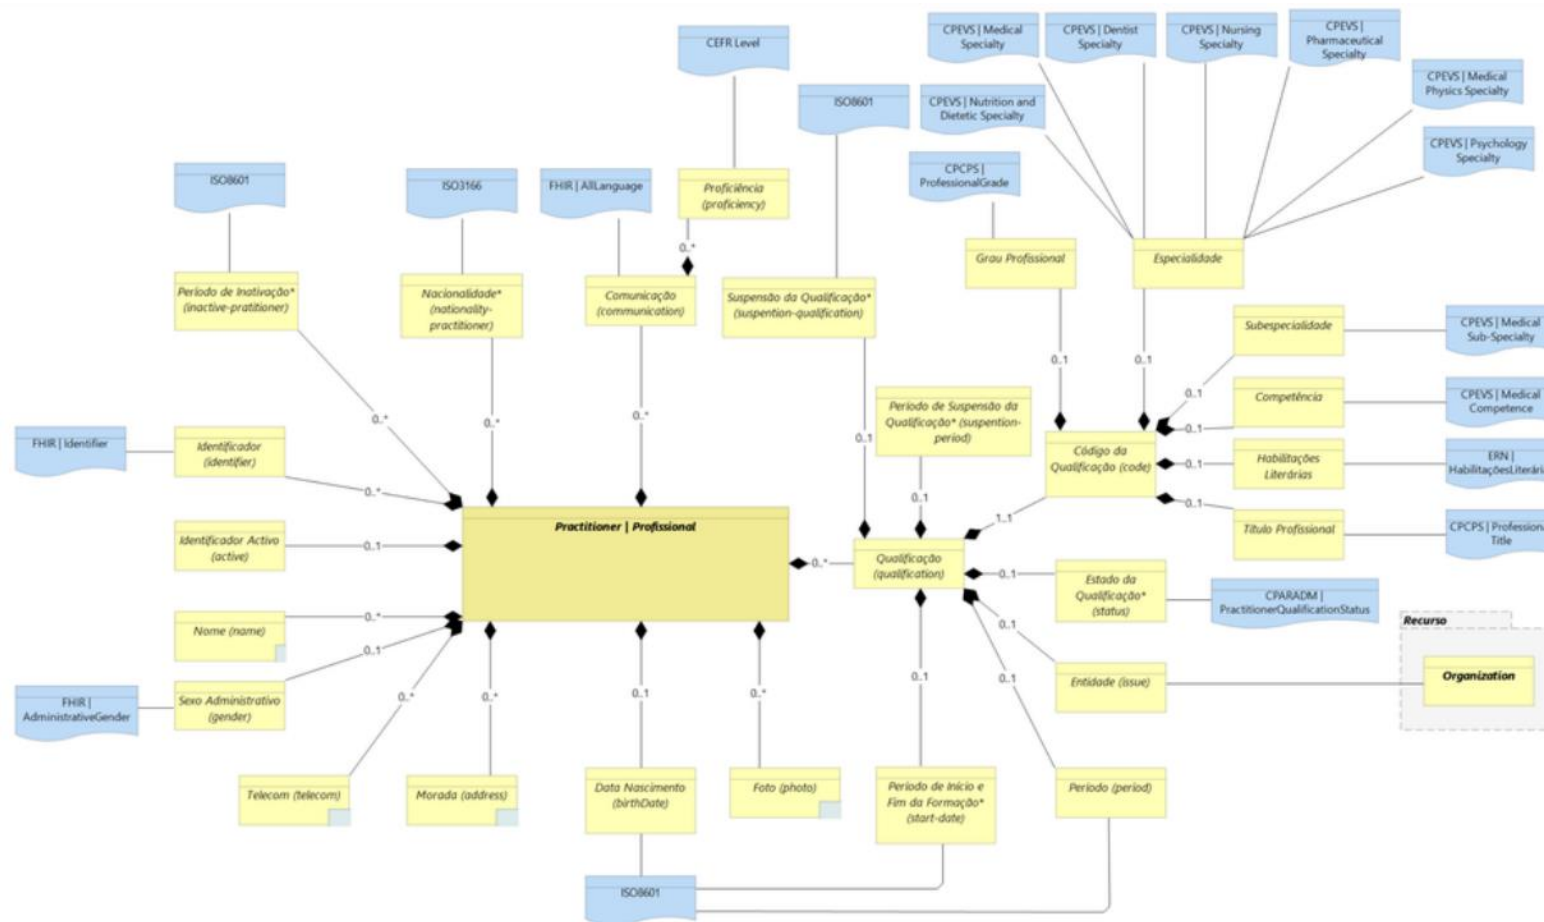 CEFR Level
CPEVS | Medical
Specialty
CPEVS | Dentist
Specialty
CPEVS | Nursing
Specialty
CPEVS |
Pharmaceutical
Specialty
CPEVS | Medical
Physics Specialty
CPEVS | Psychology
Specialty
ISO8601
CPEVS | Nutrition and
Dietetic Specialty
CPCPS |
ProfessionalGrade
ISO8601
ISO3166
FHIR | AllLanguage
Proficiência
(proficiency)
0..*
Grau Profissional
Especialidade
Período de Inativação*
(inactive-pratitioner)
Nacionalidade*
(nationality-
practitioner)
Comunicação
(communication)
Suspensão da Qualificação*
(suspention-qualification)
Subespecialidade
CPEVS | Medical
Sub-Specialty
0..1
0..1
0..1
Competência
CPEVS | Medical
Competence
0..1
0..*
0..*
0..*
Período de Suspensão da
Qualificação* (suspention-
period)
0..1
FHIR | Identifier
Identificador
(identifier)
0..*
Código da
Qualificação (code)
0..1
Habilitações
Literárias
ERN |
HabilitaçõesLiterária
0..1
0..1
Título Profissional
CPCPS | Profession
Title
1..1
Practitioner | Profissional
Identificador Activo
(active)
0..1
0..*
Qualificação
(qualification)
0..1
Estado da
Qualificação*
(status)
CPARADM |
PractitionerQualificationStatus
Nome (name)
0..*
0..1
Recurso
Organization
0..1
Entidade (issue)
0..1
0..1
FHIR |
AdministrativeGender
Sexo Administrativo
(gender)
0..*
0..*
0..1
0..*
Telecom (telecom)
Morada (address)
Data Nascimento
(birthDate)
Foto (photo)
Período de Início e
Fim da Formação*
(start-date)
Período (period)
ISO8601